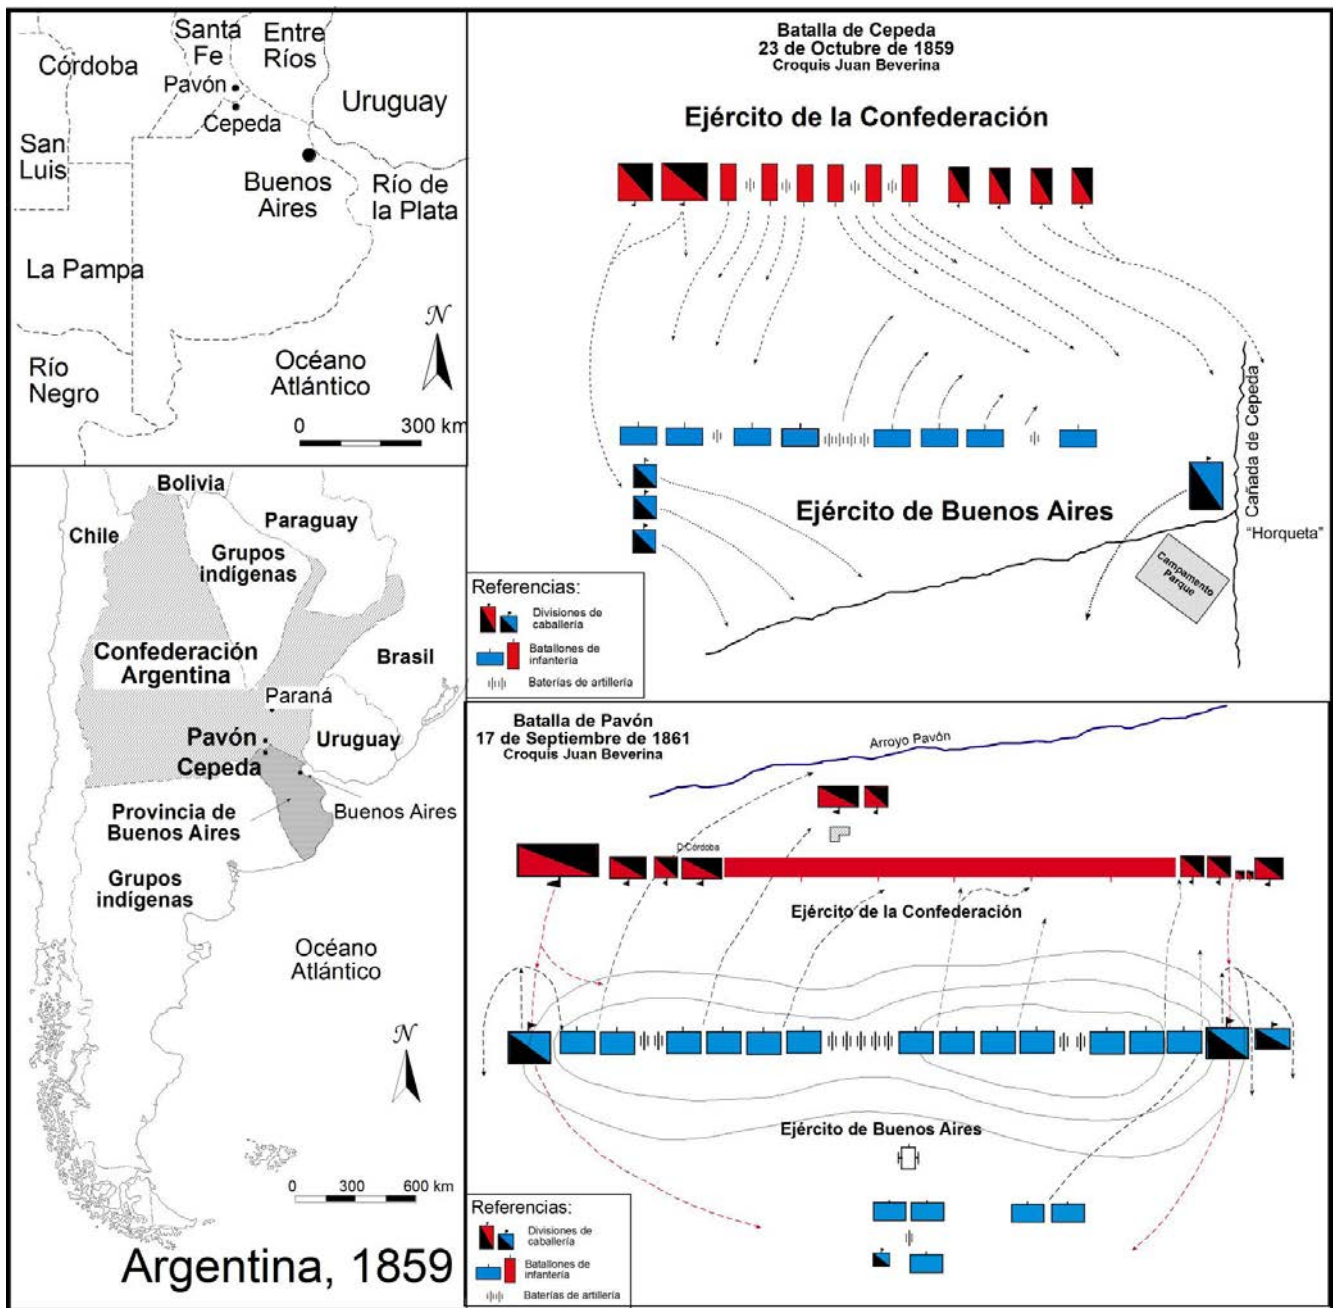 Santa
Fe
Entre
Ríos
Córdoba
Pavón
Uruguay
Cepeda
San
Luis
Buenos
Aires
Río de
la Plata
La Pampa
N
Río
Negro
Océano
Atlántico
0 300 km
Bolivia
Chile
Paraguay
Grupos
indígenas
Confederación
Argentina
Brasil
Paraná
Pavón
Uruguay
Cepeda
Provincia de
Buenos Aires
Buenos Aires
Grupos
indígenas
Océano
Atlántico
N
0 300 600 km
Argentina, 1859
Batalla de Cepeda
23 de Octubre de 1859
Croquis Juan Beverina
Ejército de la Confederación
Cañada de Cepeda
Ejército de Buenos Aires
"Horqueta"
Campamento
Parque
Referencias:
Divisiones de
caballería
Batallones de
infantería
Baterías de artillería
Batalla de Pavón
17 de Septiembre de 1861
Croquis Juan Beverina
Arroyo Pavón
D.Córdoba
Ejército de la Confederación
Ejército de Buenos Aires
Referencias:
Divisiones de
caballería
Batallones de
infantería
Baterías de artillería